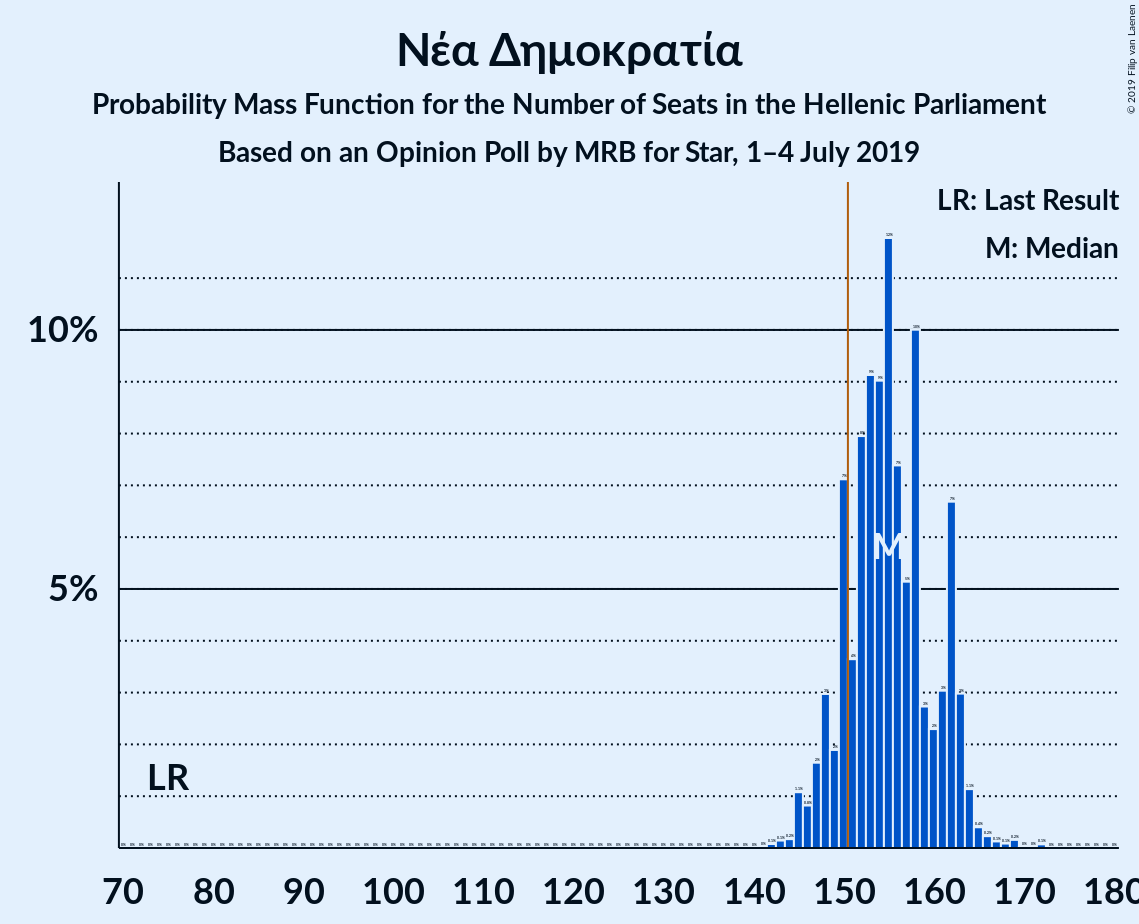 Νέα Δημοκρατία
Probability Mass Function for the Number of Seats in the Hellenic Parliament
Based on an Opinion Poll by MRB for Star, 1–4 July 2019
© 2019 Filip van Laenen
LR: Last Result
M: Median
10%
5%
LR
M
70 80 90 100 110 120 130 140 150 160 170 180